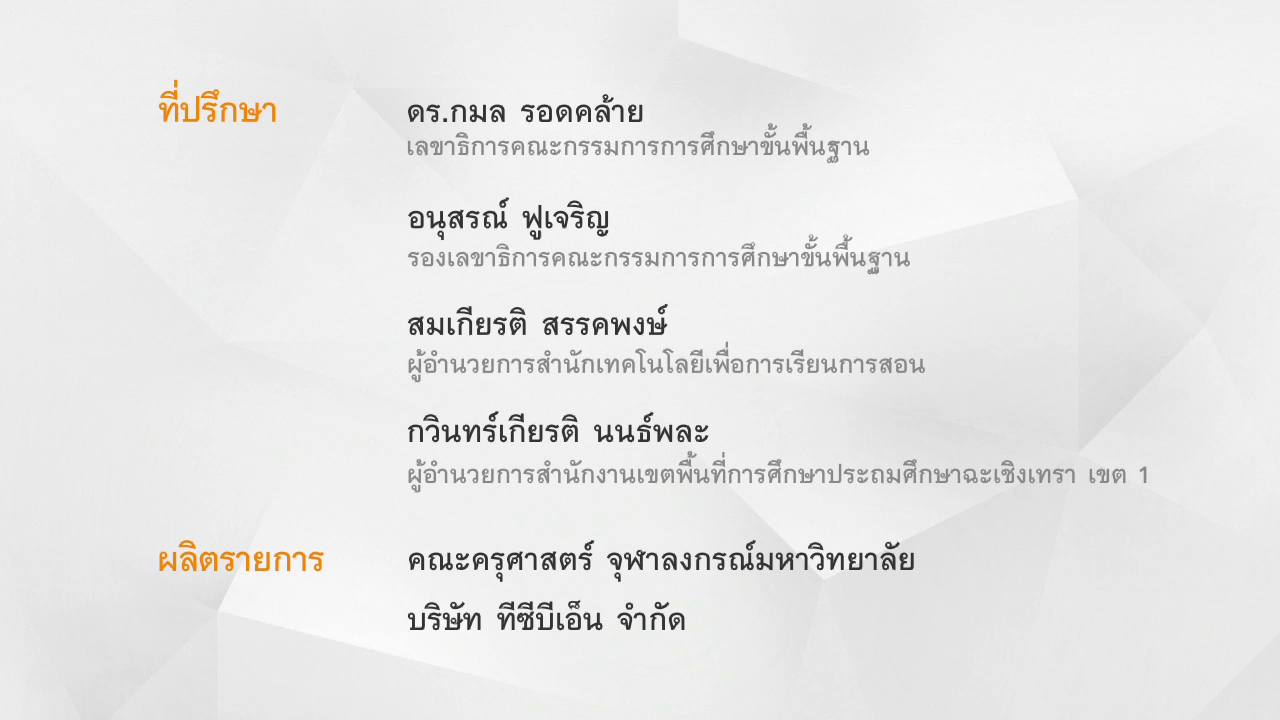 ที่ปรึกษา ดร.กมล รอดคล้าย
เลขาธิการคณะกรรมการการศึกษาขั้นพื้นฐาน
อนุสรณ์ ฟูเจริญ
รองเลขาธิการคณะกรรมการการศึกษาขั้นพื้นฐาน
สมเกียรติ สรรคพงษ์
ผู้อำนวยการสำนักเทคโนโลยีเพื่อการเรียนการสอน
กวินทร์เกียรติ นนธ์พละ
ผู้อำนวยการสำนักงานเขตพื้นที่การศึกษาประถมศึกษาฉะเชิงเทรา เขต 1
ผลิตรายการ คณะครุศาสตร์ จุฬาลงกรณ์มหาวิทยาลัย
บริษัท ทีซีบีเอ็น จำกัด